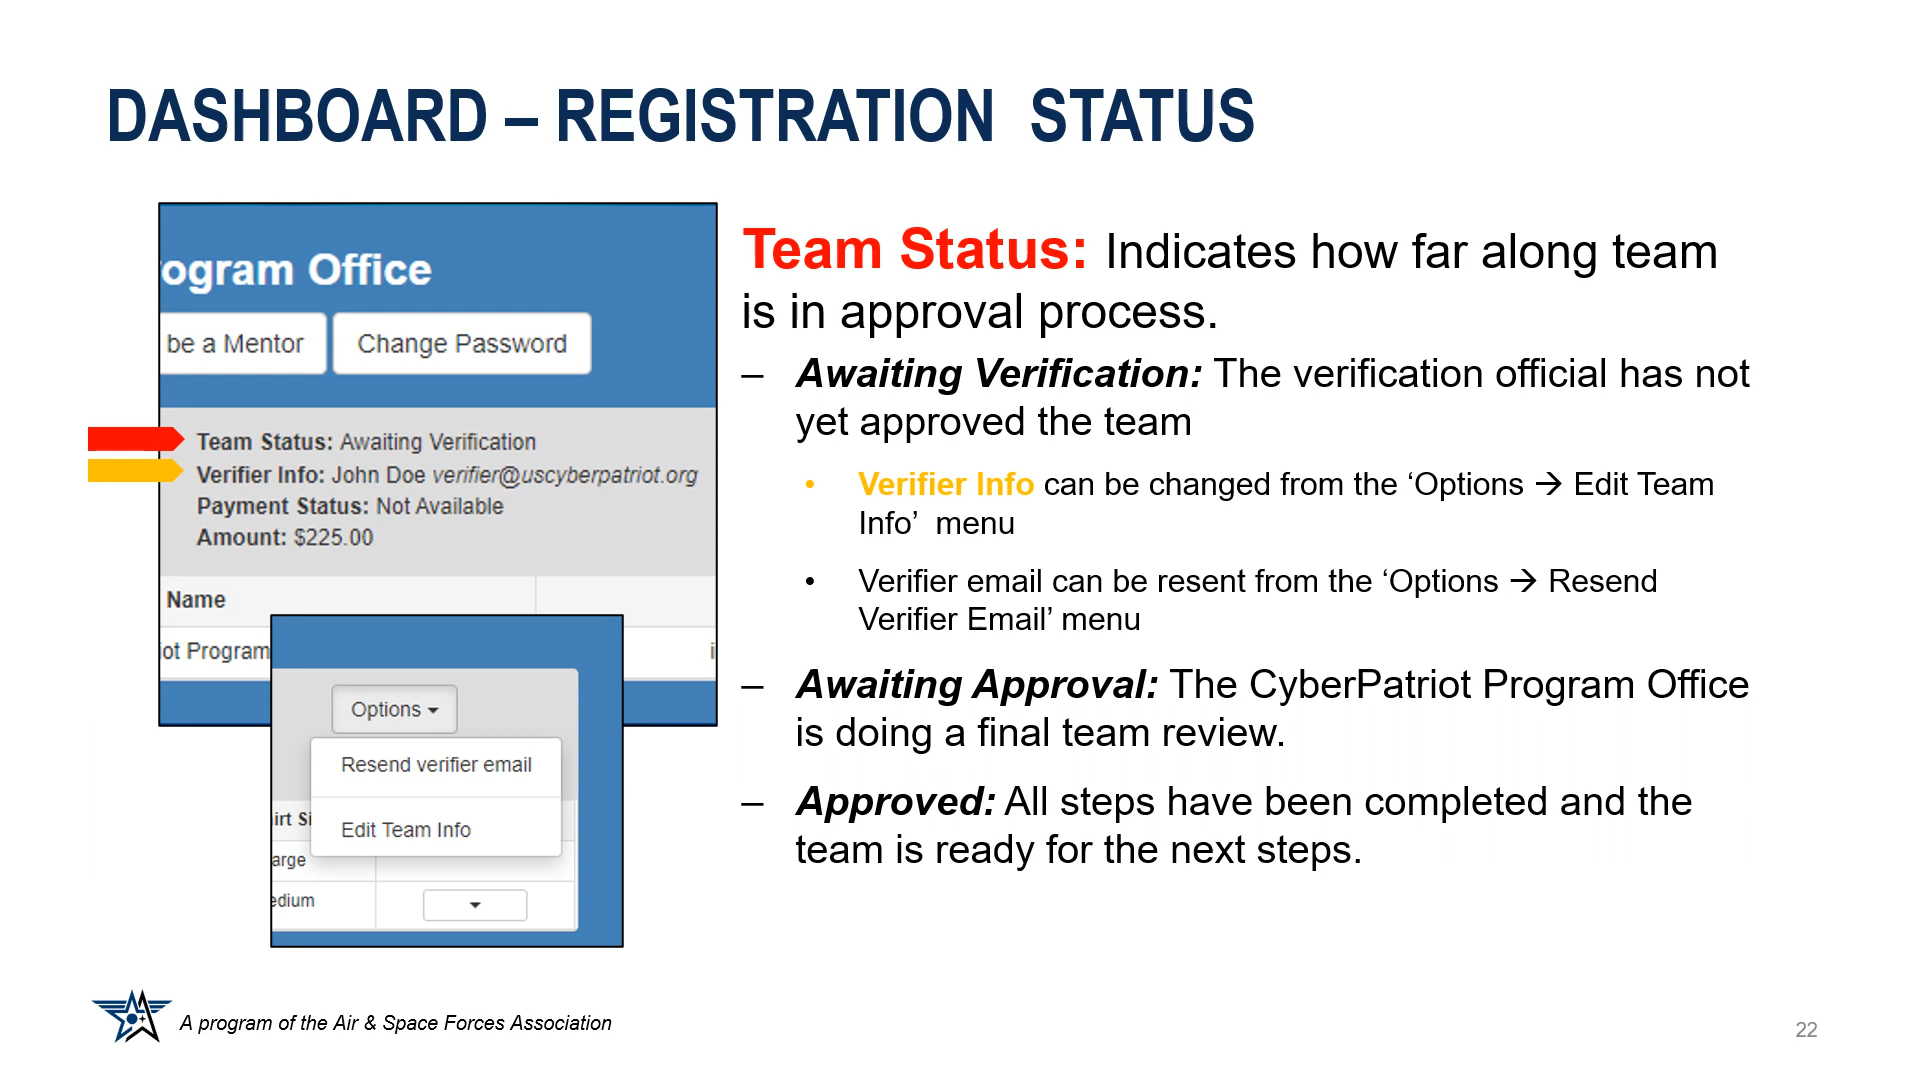 DASHBOARD – REGISTRATION STATUS
ogram Office
be a Mentor
Change Password
Team Status: Awaiting Verification
Verifier Info: John Doe verifier@uscyberpatriot.org
Payment Status: Not Available
Amount: $225.00
Name
iot Program
i
Options
Resend verifier email
Edit Team Info
irt Si
arge
edium
Team Status: Indicates how far along team
is in approval process.
– Awaiting Verification: The verification official has not
yet approved the team
• Verifier Info can be changed from the ‘Options → Edit Team
Info’ menu
• Verifier email can be resent from the ‘Options → Resend
Verifier Email’ menu
– Awaiting Approval: The CyberPatriot Program Office
is doing a final team review.
– Approved: All steps have been completed and the
team is ready for the next steps.
A program of the Air & Space Forces Association
22